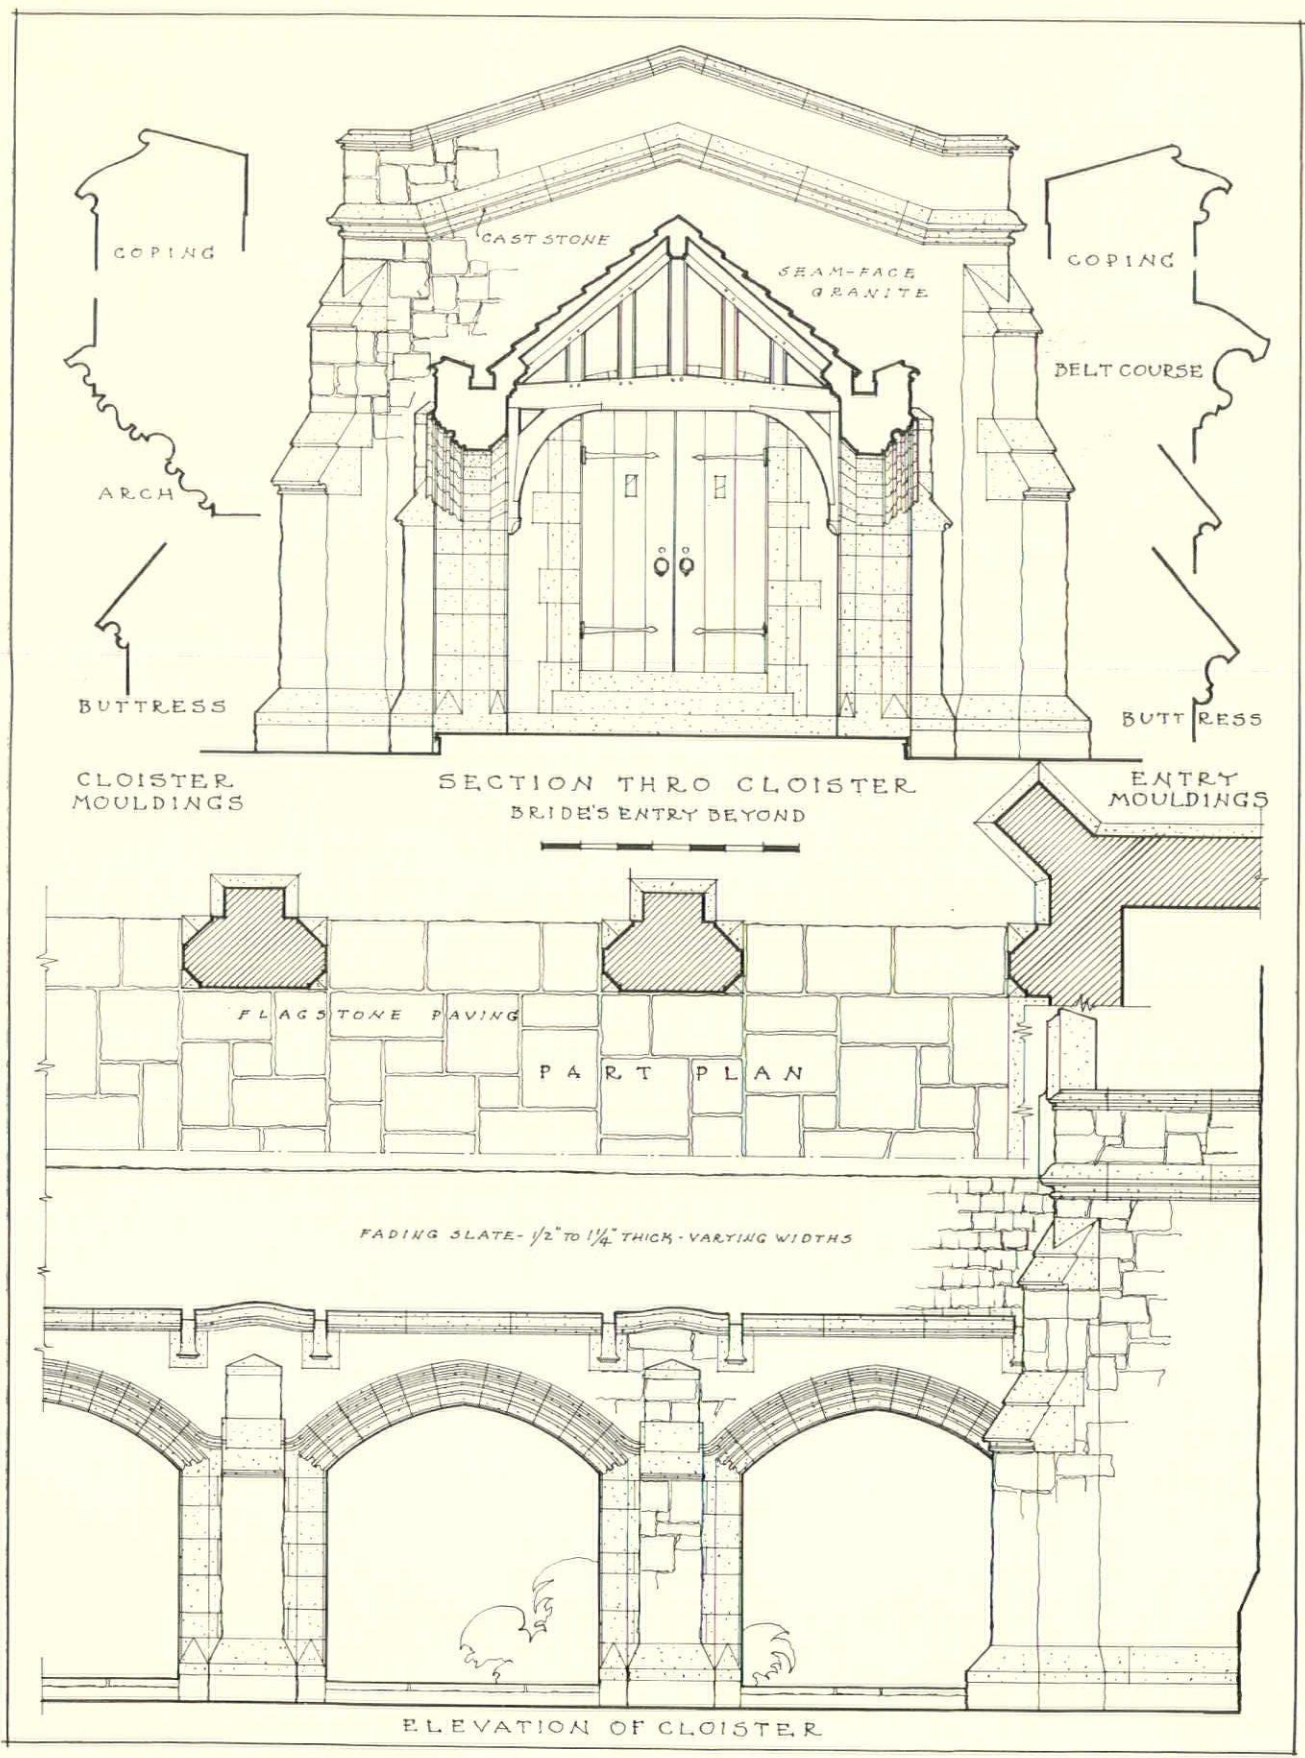 COPING
CAST STONE
SEAM-FACE
GRANITE
COPING
BELT COURSE
ARCH
BUTTRESS
BUTTRESS
CLOISTER
MOULDINGS
SECTION THRO CLOISTER
BRIDE'S ENTRY BEYOND
ENTRY
MOULDINGS
FLAGSTONE PAVING
PART PLAN
FADING SLATE - 1/2" TO 1 1/4" THICK - VARYING WIDTHS
ELEVATION OF CLOISTER